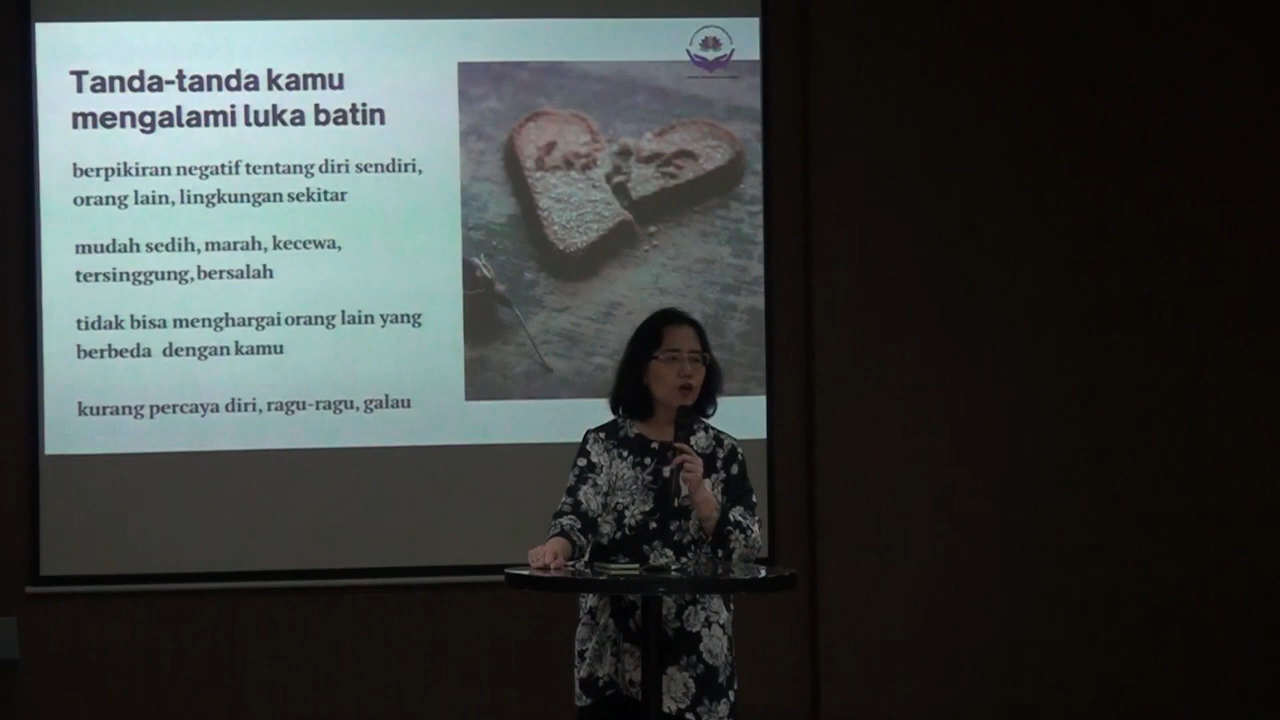 Tanda-tanda kamu
mengalami luka batin
berpikiran negatif tentang diri sendiri,
orang lain, lingkungan sekitar
mudah sedih, marah, kecewa,
tersinggung, bersalah
tidak bisa menghargai orang lain yang
berbeda dengan kamu
kurang percaya diri, ragu-ragu, galau